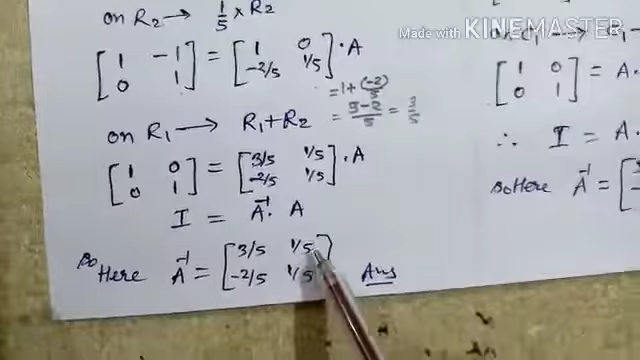 on R₂ → 1/5 × R₂
[1 -1; 0 1] = [1 0; -2/5 1/5] · A
= 1 + (-2/5)
= 5-2/5 = 3/5
on R₁ → R₁+R₂
[1 0; 0 1] = [3/5 1/5; -2/5 1/5] · A
I = A⁻¹ · A
so Here A⁻¹ = [3/5 1/5; -2/5 1/5] Ans
Made with KINEMASTER
on C₁ →
[1 0; 0 1] = A.
∴ I = A.
so Here A⁻¹ = [